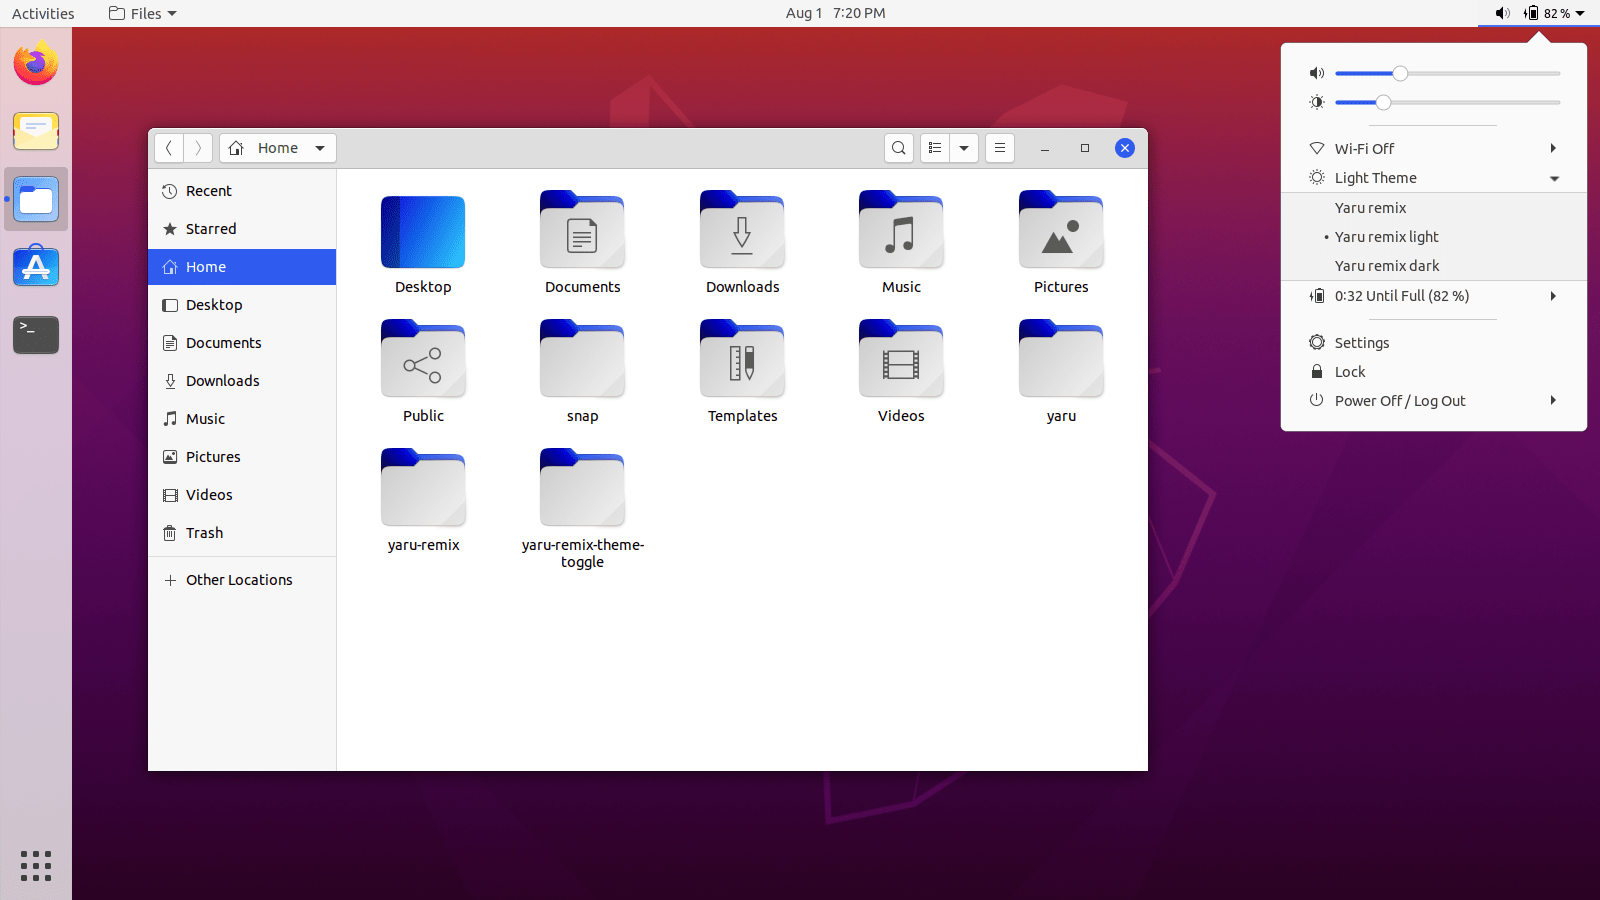 Activities
Files
Aug 1 7:20 PM
82 %
Home
Recent
Starred
Home
Desktop
Documents
Downloads
Music
Pictures
Videos
Trash
Other Locations
Desktop
Documents
Downloads
Music
Pictures
Public
snap
Templates
Videos
yaru
yaru-remix
yaru-remix-theme-
toggle
Wi-Fi Off
Light Theme
Yaru remix
• Yaru remix light
Yaru remix dark
0:32 Until Full (82 %)
Settings
Lock
Power Off / Log Out
>_